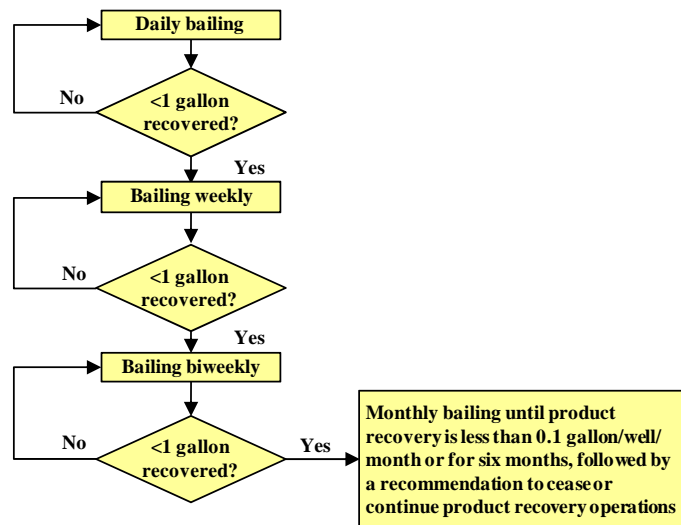 Daily bailing
<1 gallon
recovered?
No
Yes
Bailing weekly
<1 gallon
recovered?
No
Yes
Bailing biweekly
<1 gallon
recovered?
No
Yes
Monthly bailing until product
recovery is less than 0.1 gallon/well/
month or for six months, followed by
a recommendation to cease or
continue product recovery operations